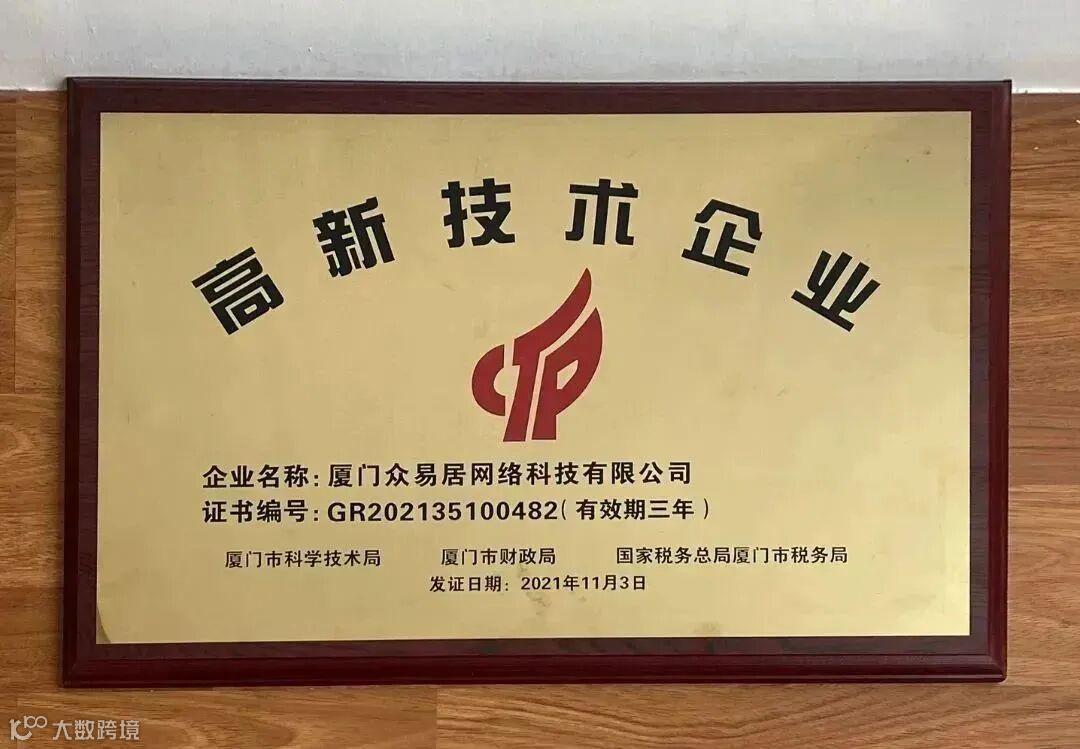 高新技术企业
CTP
企业名称：厦门众易居网络科技有限公司
证书编号：GR202135100482（有效期三年）
厦门市科学技术局 厦门市财政局 国家税务总局厦门市税务局
发证日期：2021年11月3日
大数跨境